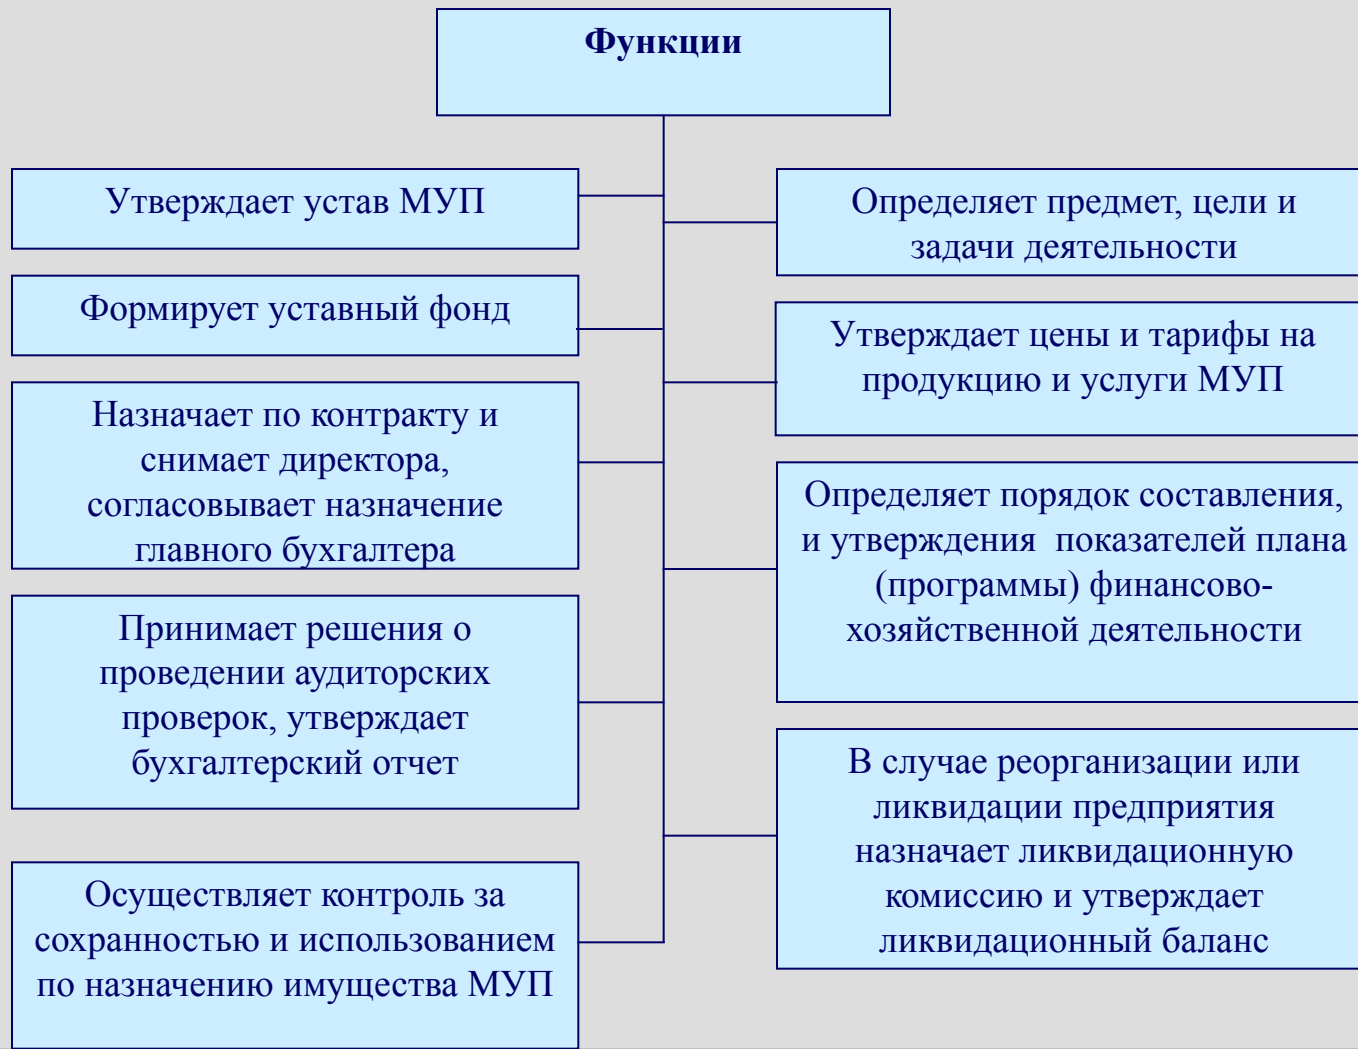 Функции
Утверждает устав МУП
Формирует уставный фонд
Назначает по контракту и
снимает директора,
согласовывает назначение
главного бухгалтера
Принимает решения о
проведении аудиторских
проверок, утверждает
бухгалтерский отчет
Осуществляет контроль за
сохранностью и использованием
по назначению имущества МУП
Определяет предмет, цели и
задачи деятельности
Утверждает цены и тарифы на
продукцию и услуги МУП
Определяет порядок составления,
и утверждения показателей плана
(программы) финансово-
хозяйственной деятельности
В случае реорганизации или
ликвидации предприятия
назначает ликвидационную
комиссию и утверждает
ликвидационный баланс